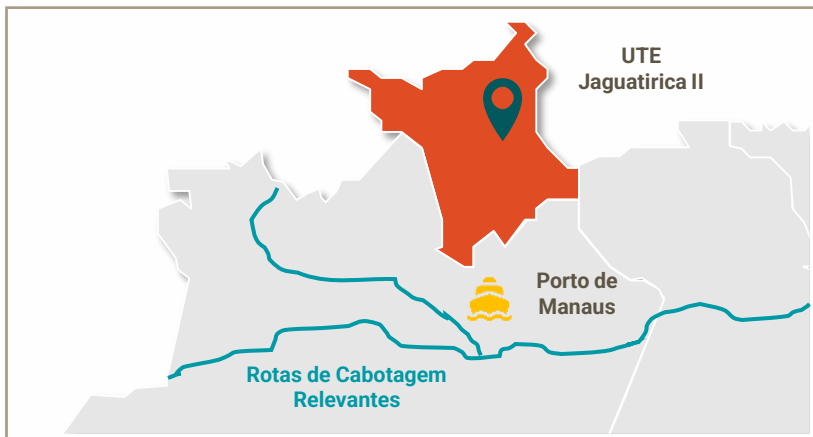 UTE
Jaguatirica II
Porto de
Manaus
Rotas de Cabotagem
Relevantes